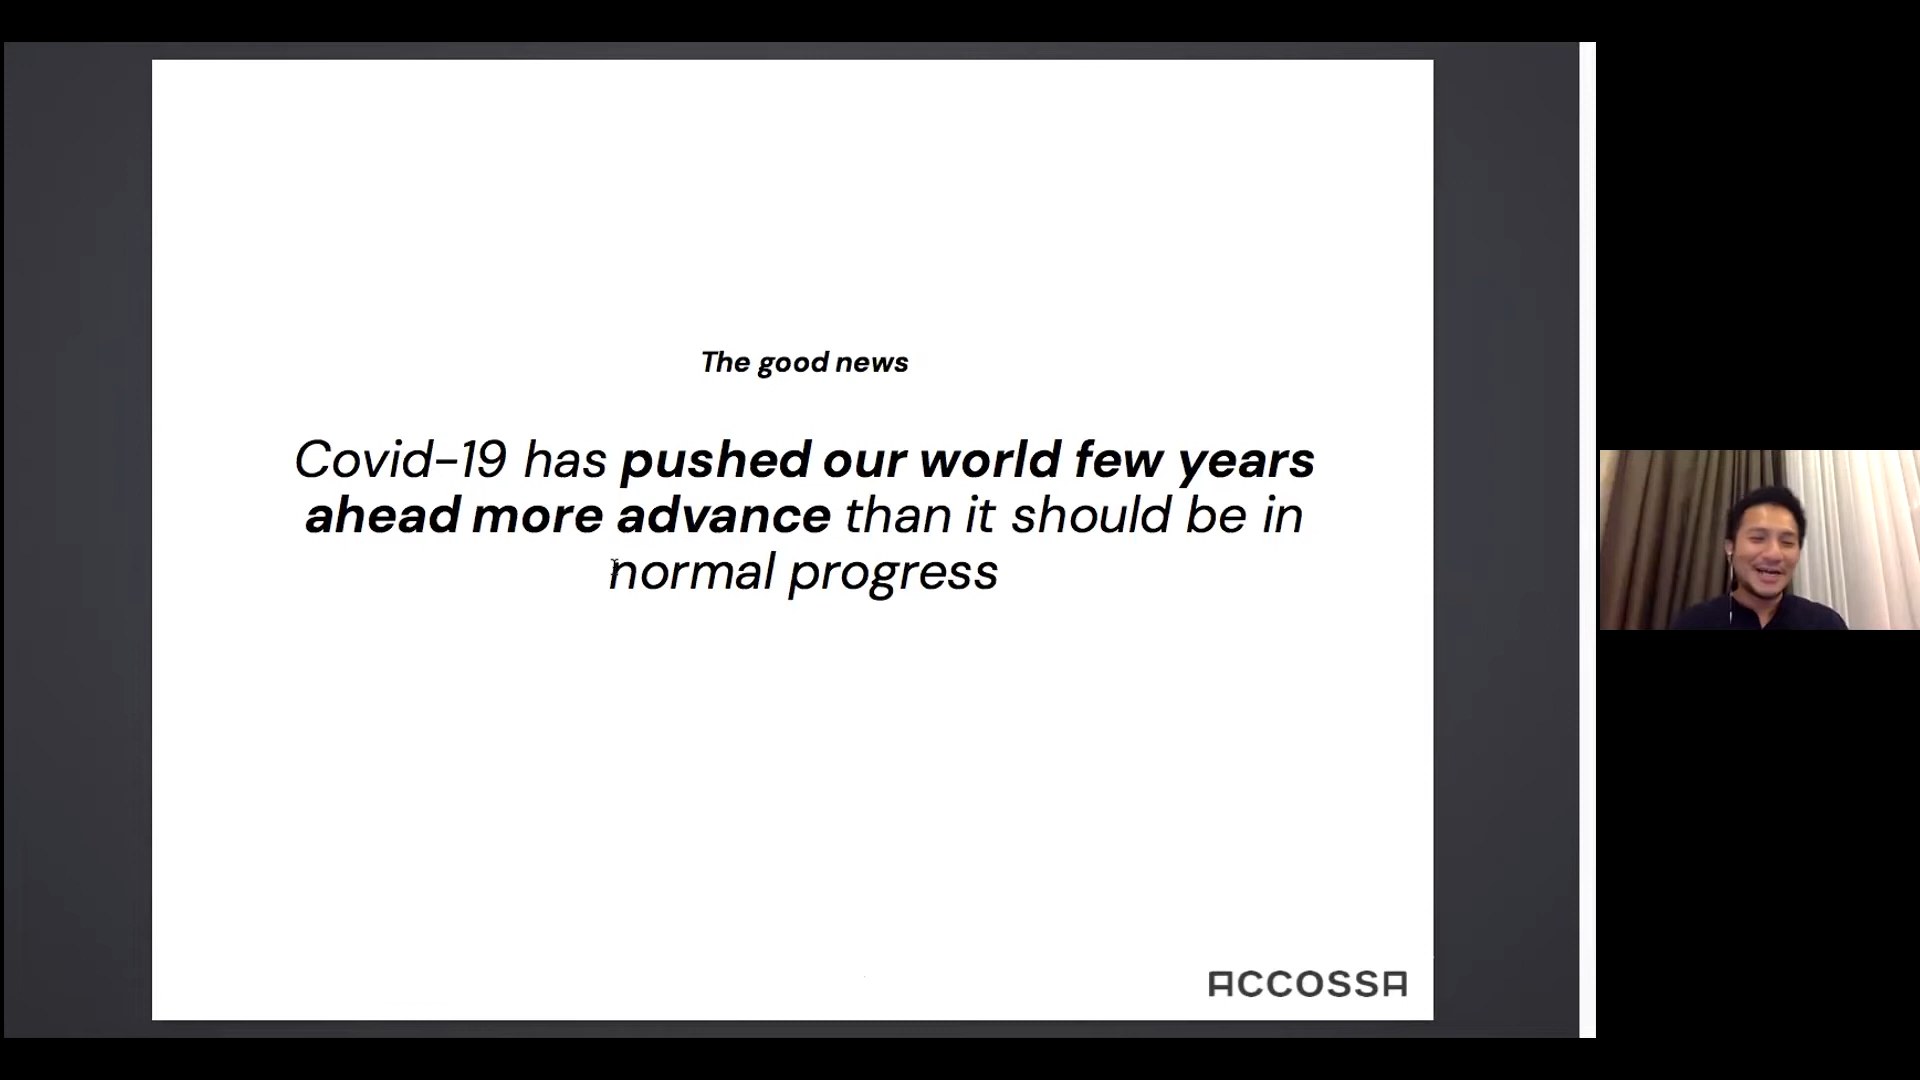 The good news
Covid-19 has pushed our world few years
ahead more advance than it should be in
normal progress
ACCOSSA